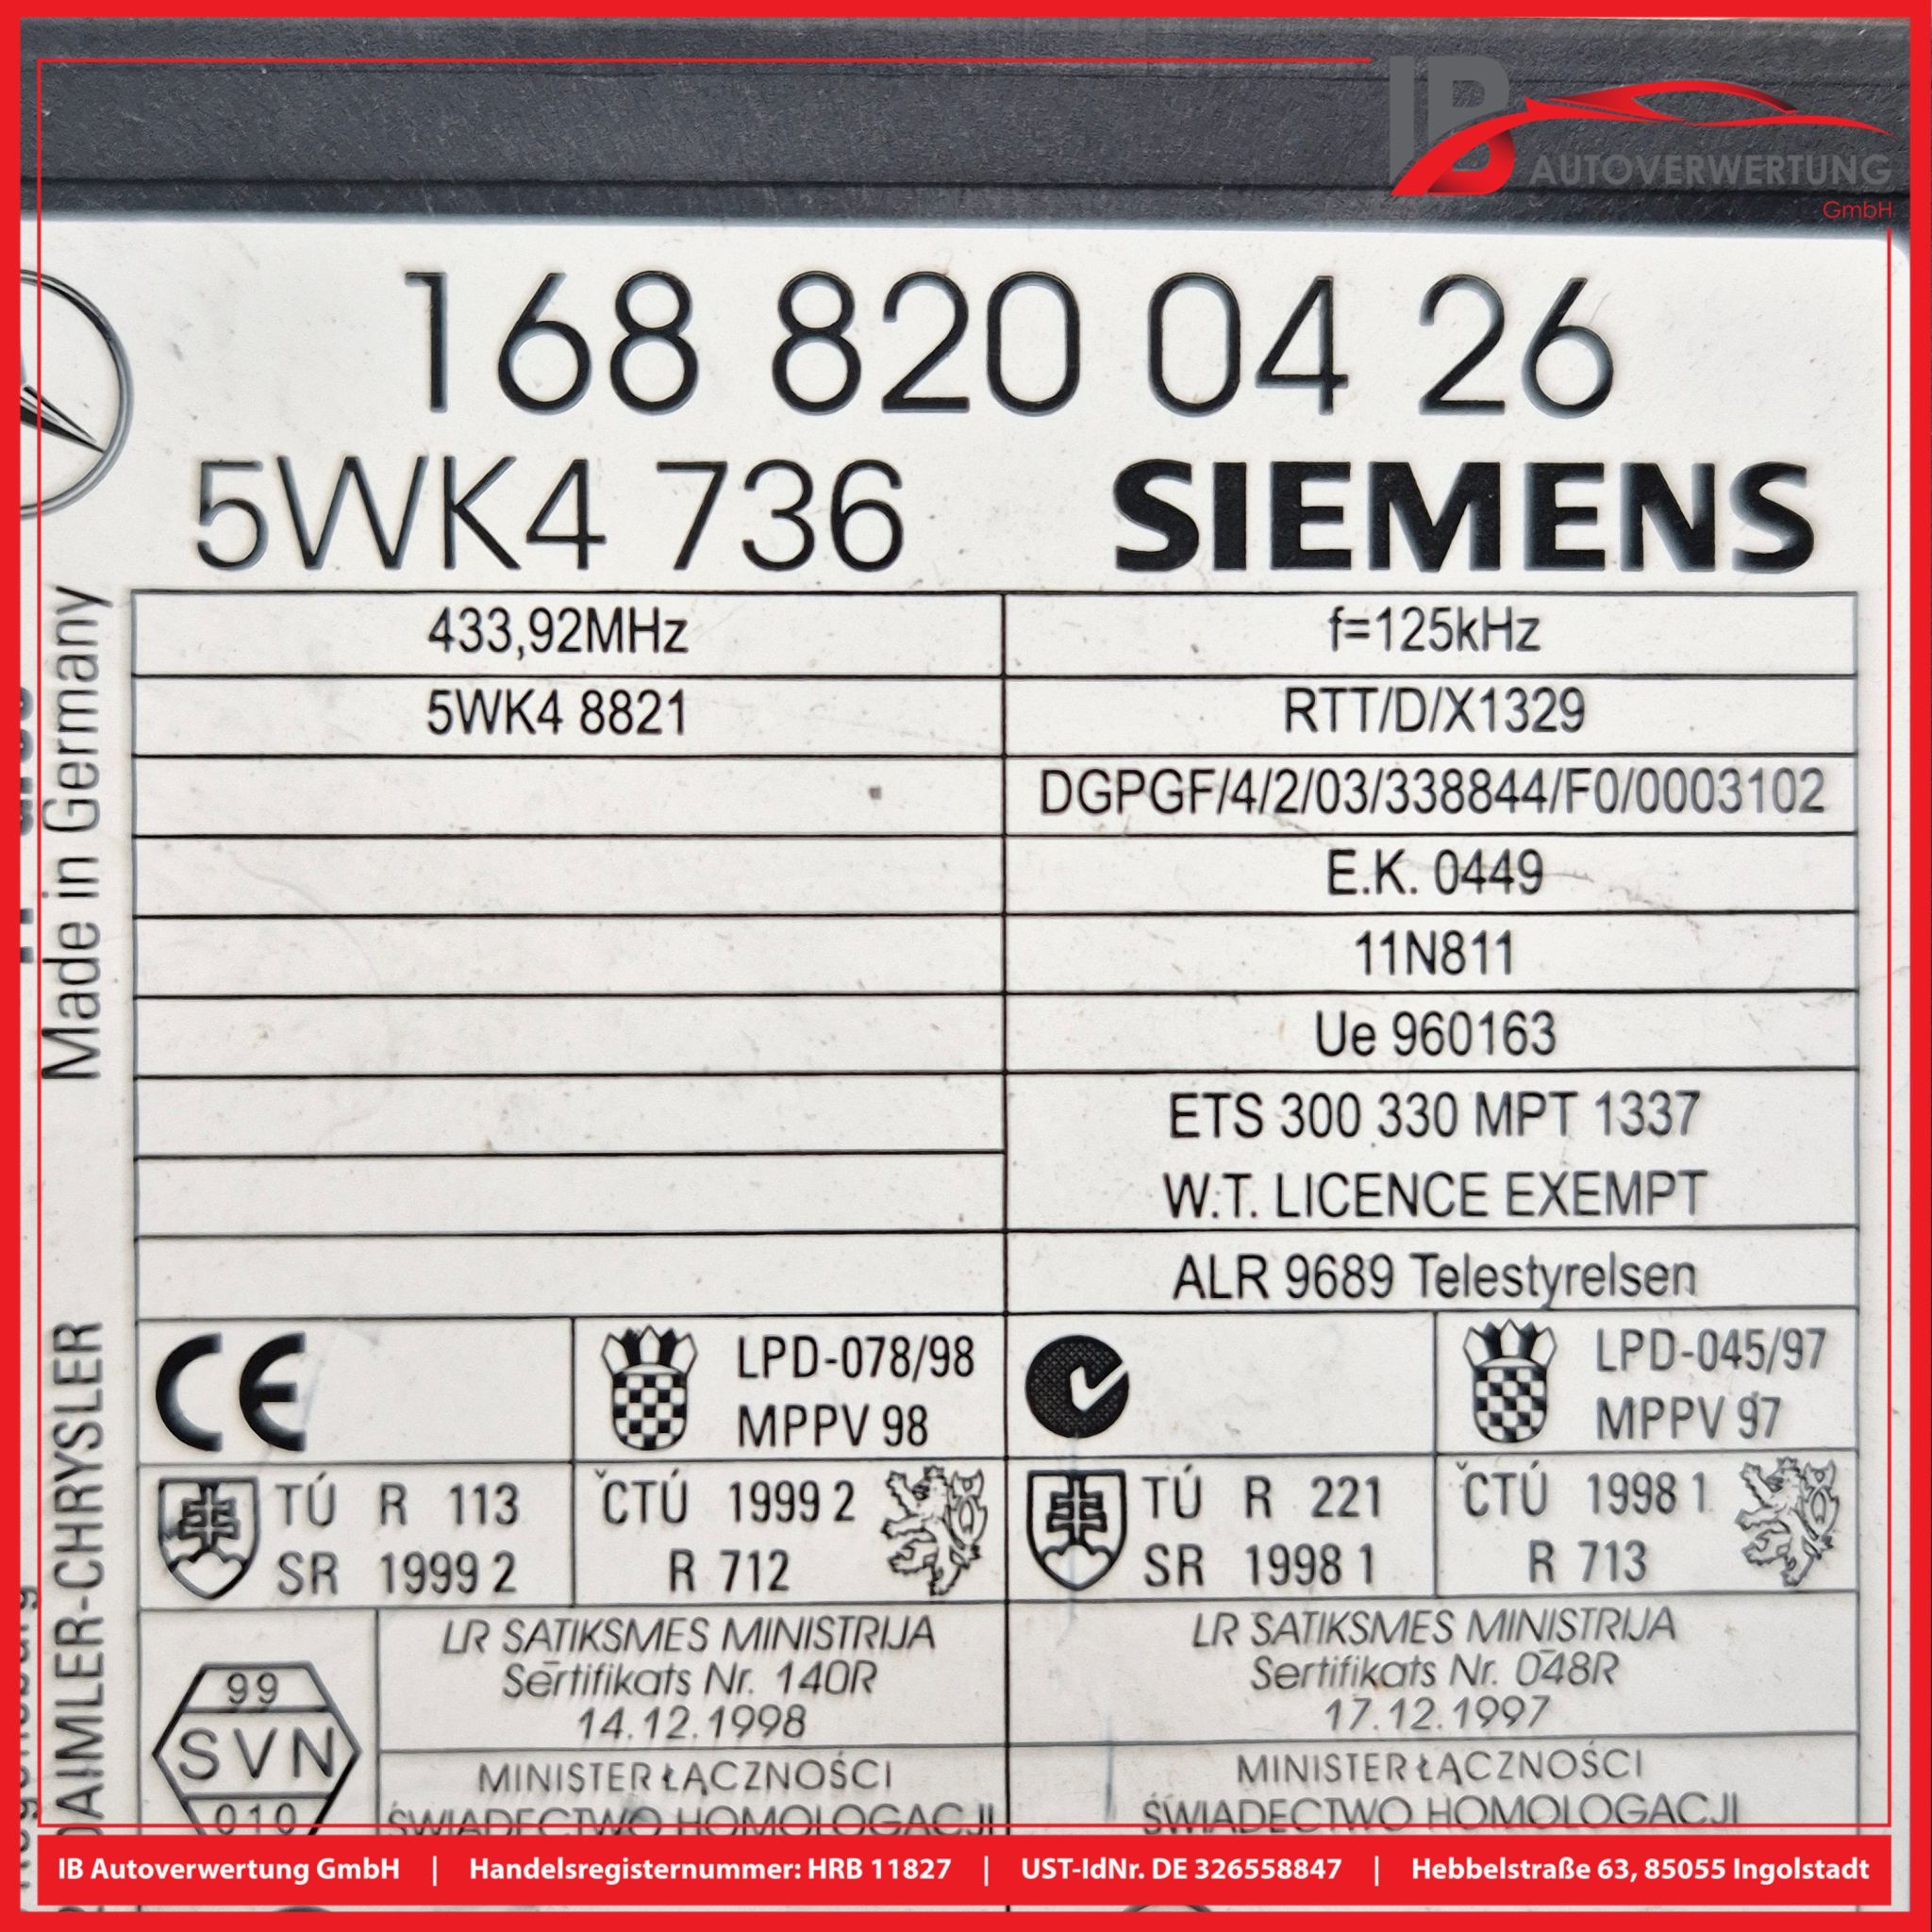 IB
AUTOVERWERTUNG
GmbH
168 820 04 26
5WK4 736 SIEMENS
Made in Germany
DAIMLER-CHRYSLER
433,92MHz f=125kHz
5WK4 8821 RTT/D/X1329
DGPGF/4/2/03/338844/F0/0003102
E.K. 0449
11N811
Ue 960163
ETS 300 330 MPT 1337
W.T. LICENCE EXEMPT
ALR 9689 Telestyrelsen
CE LPD-078/98 LPD-045/97
MPPV 98 MPPV 97
TÚ R 113 ČTÚ 1999 2 TÚ R 221 ČTÚ 1998 1
SR 1999 2 R 712 SR 1998 1 R 713
LR SATIKSMES MINISTRIJA LR SATIKSMES MINISTRIJA
Sertifikats Nr. 140R Sertifikats Nr. 048R
14.12.1998 17.12.1997
99
SVN
010
MINISTER ŁĄCZNOŚCI MINISTER ŁĄCZNOŚCI
ŚWIADECTWO HOMOLOGACJI ŚWIADECTWO HOMOLOGACJI
IB Autoverwertung GmbH | Handelsregisternummer: HRB 11827 | UST-IdNr. DE 326558847 | Hebbelstraße 63, 85055 Ingolstadt